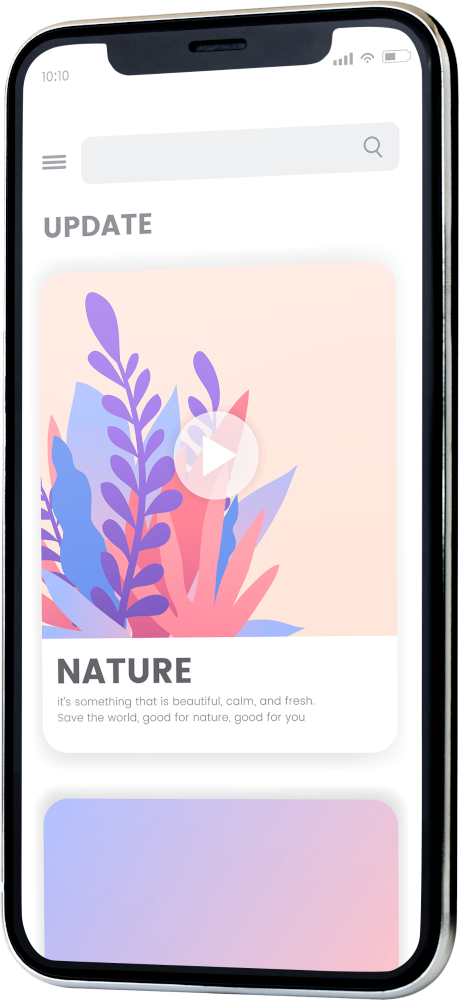 10:10
UPDATE
NATURE
it's something that is beautiful, calm, and fresh.
Save the world, good for nature, good for you